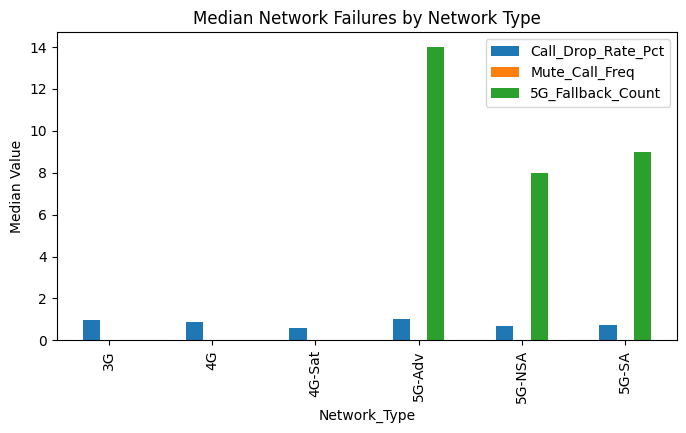 Median Network Failures by Network Type
Call_Drop_Rate_Pct
Mute_Call_Freq
5G_Fallback_Count
Median Value
14
12
10
8
6
4
2
0
3G
4G
4G-Sat
5G-Adv
5G-NSA
5G-SA
Network_Type